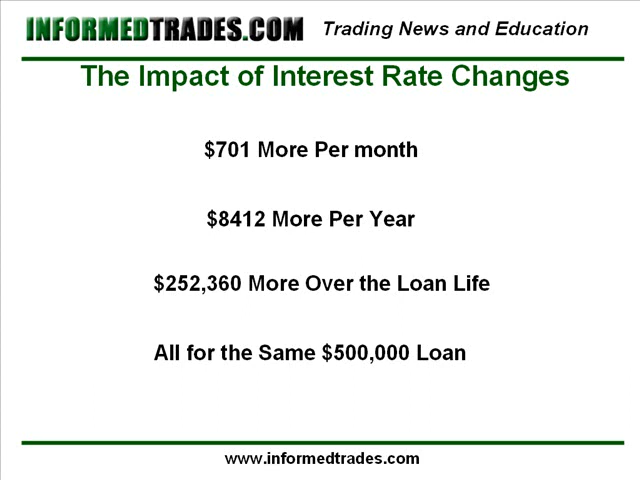 INFORMEDTRADES.COM Trading News and Education
The Impact of Interest Rate Changes
$701 More Per month
$8412 More Per Year
$252,360 More Over the Loan Life
All for the Same $500,000 Loan
www.informedtrades.com